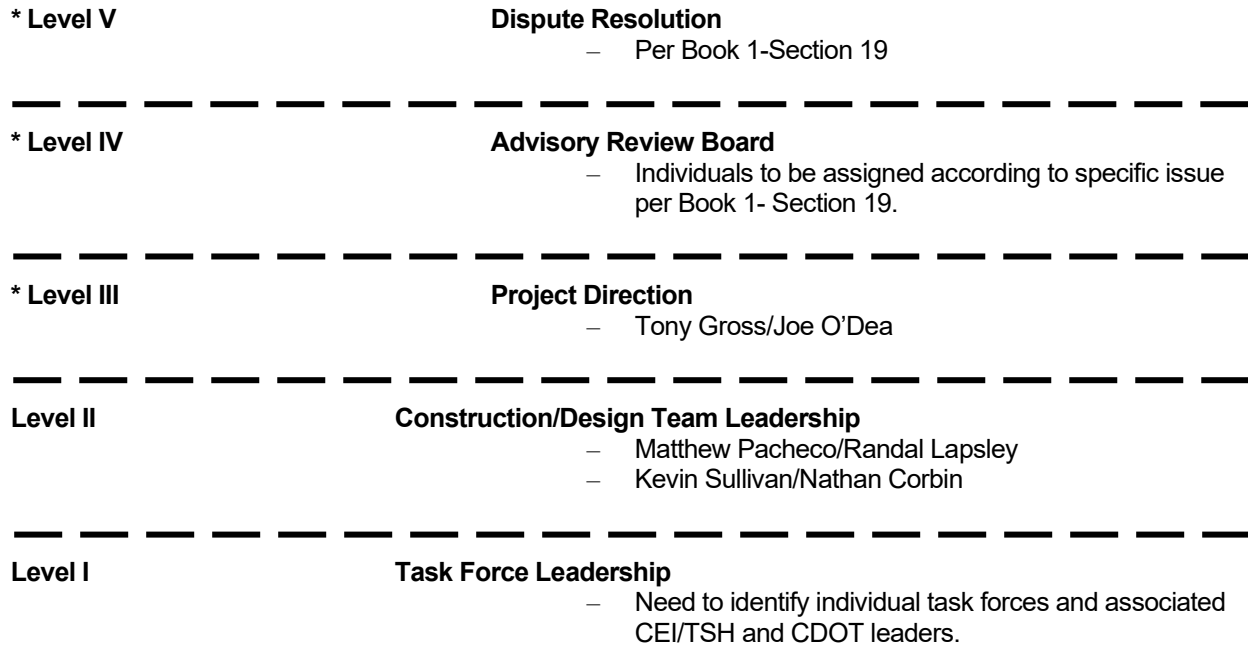 * Level V Dispute Resolution
– Per Book 1-Section 19
* Level IV Advisory Review Board
– Individuals to be assigned according to specific issue
per Book 1- Section 19.
* Level III Project Direction
– Tony Gross/Joe O’Dea
Level II Construction/Design Team Leadership
– Matthew Pacheco/Randal Lapsley
– Kevin Sullivan/Nathan Corbin
Level I Task Force Leadership
– Need to identify individual task forces and associated
CEI/TSH and CDOT leaders.